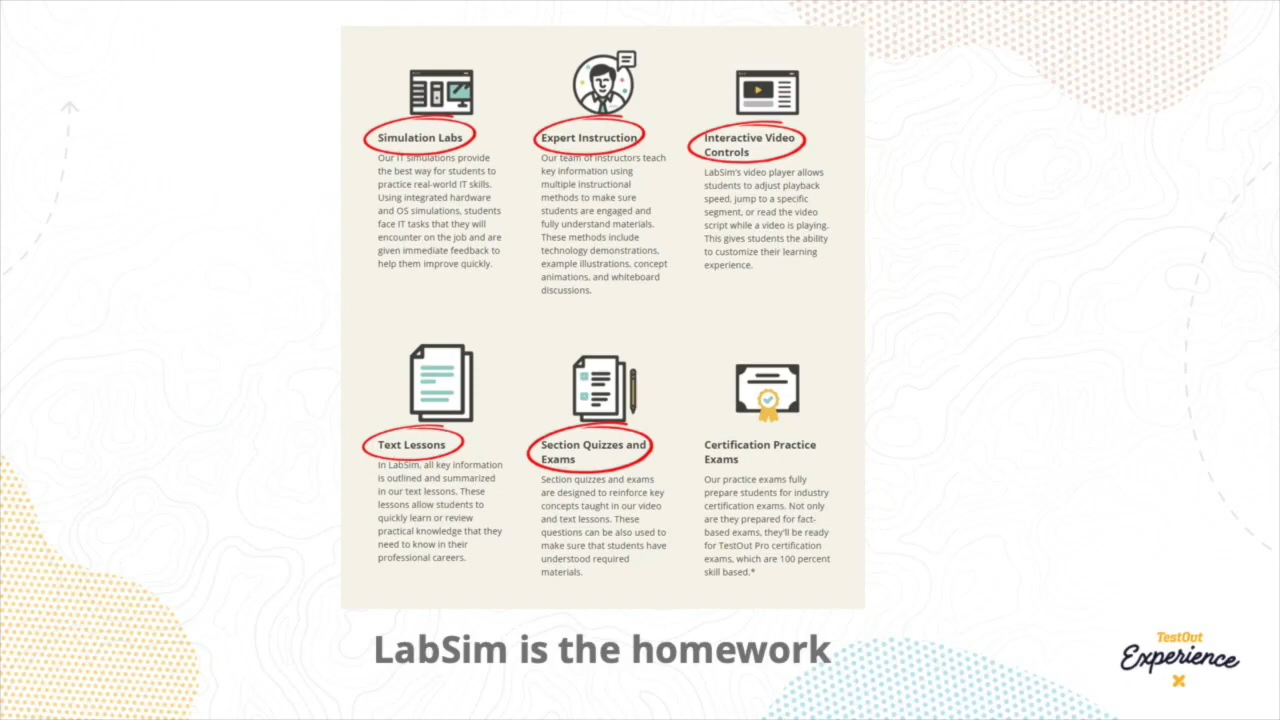 Simulation Labs
Our IT simulations provide
the best way for students to
practice real-world IT skills.
Using integrated hardware
and OS simulations, students
face IT tasks that they will
encounter on the job and are
given immediate feedback to
help them improve quickly.
Expert Instruction
Our team of instructors teach
key information using
multiple instructional
methods to make sure
students are engaged and
fully understand materials.
These methods include
technology demonstrations,
example illustrations, concept
animations, and whiteboard
discussions.
Interactive Video
Controls
LabSim's video player allows
students to adjust playback
speed, jump to a specific
segment, or read the video
script while a video is playing.
This gives students the ability
to customize their learning
experience.
Text Lessons
In LabSim, all key information
is outlined and summarized
in our text lessons. These
lessons allow students to
quickly learn or review
practical knowledge that they
need to know in their
professional careers.
Section Quizzes and
Exams
Section quizzes and exams
are designed to reinforce key
concepts taught in our video
and text lessons. These
questions can be also used to
make sure that students have
understood required
materials.
Certification Practice
Exams
Our practice exams fully
prepare students for industry
certification exams. Not only
are they prepared for fact-
based exams, they'll be ready
for TestOut Pro certification
exams, which are 100 percent
skill based.*
LabSim is the homework
TestOut
Experience